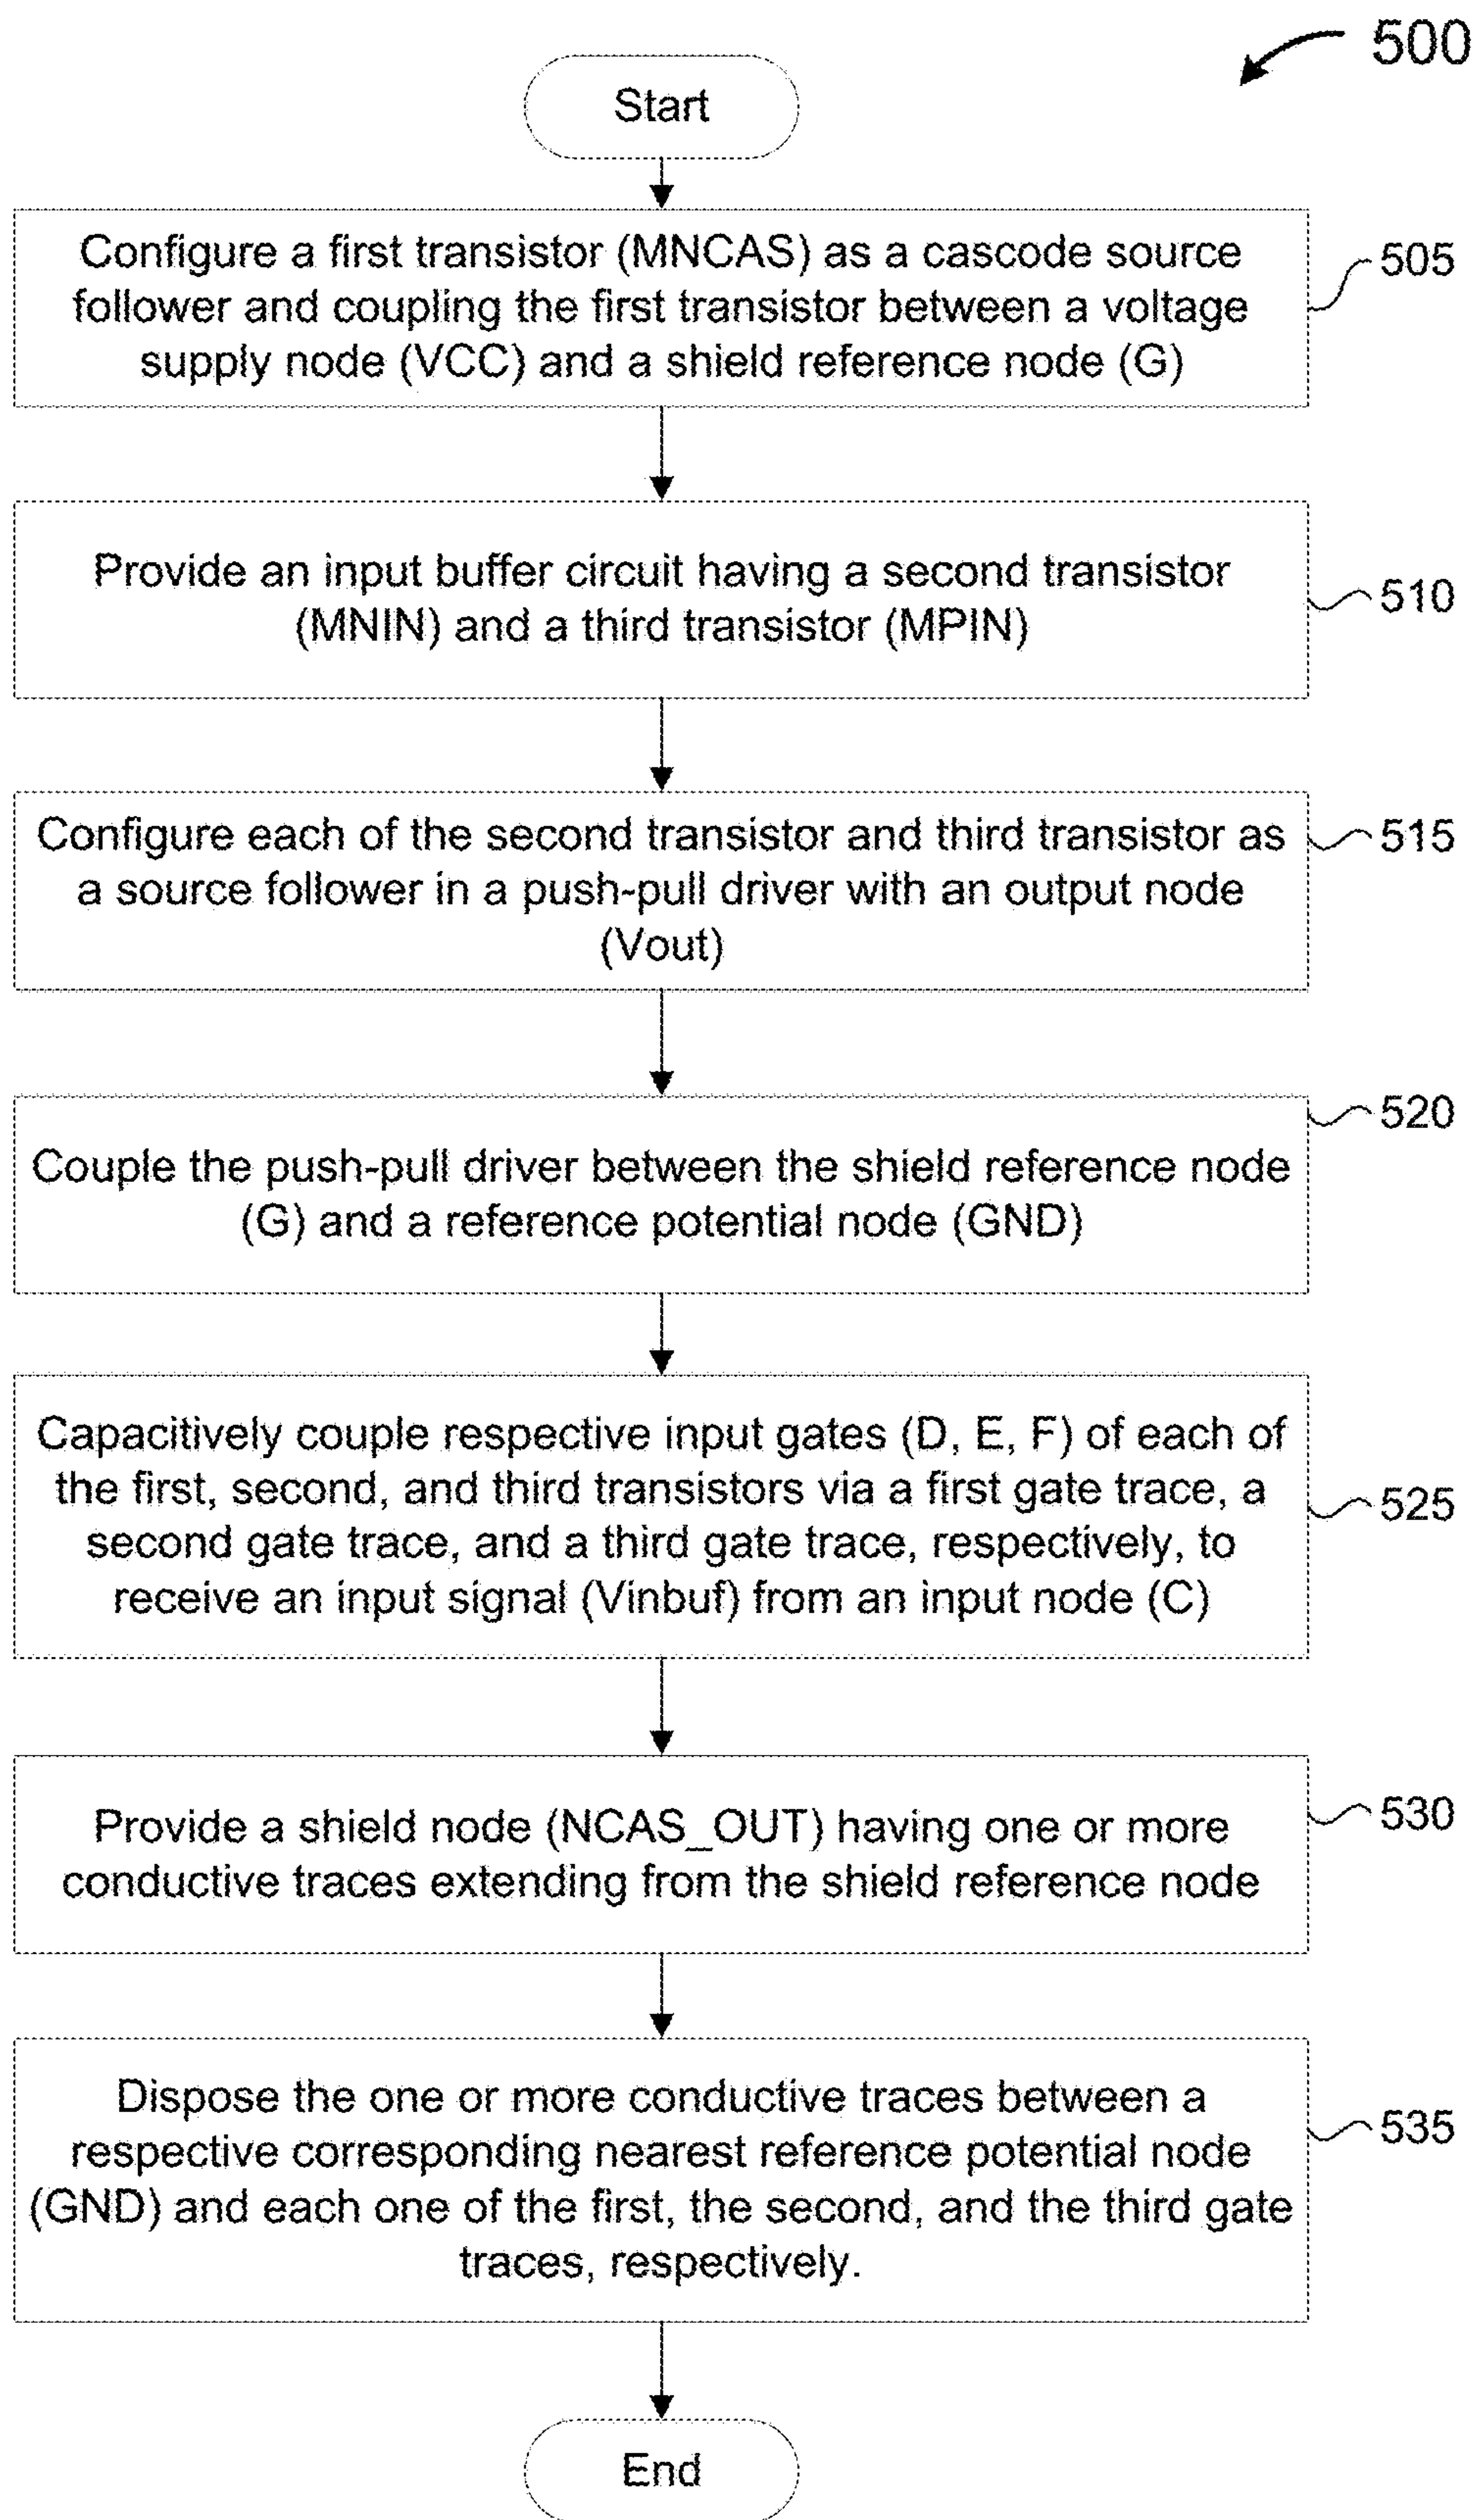 500
Start
Configure a first transistor (MNCAS) as a cascode source
follower and coupling the first transistor between a voltage
supply node (VCC) and a shield reference node (G)
505
Provide an input buffer circuit having a second transistor
(MNIN) and a third transistor (MPIN)
510
Configure each of the second transistor and third transistor as
a source follower in a push-pull driver with an output node
(Vout)
515
Couple the push-pull driver between the shield reference node
(G) and a reference potential node (GND)
520
Capacitively couple respective input gates (D, E, F) of each of
the first, second, and third transistors via a first gate trace, a
second gate trace, and a third gate trace, respectively, to
receive an input signal (Vinbuf) from an input node (C)
525
Provide a shield node (NCAS_OUT) having one or more
conductive traces extending from the shield reference node
530
Dispose the one or more conductive traces between a
respective corresponding nearest reference potential node
(GND) and each one of the first, the second, and the third gate
traces, respectively.
535
End